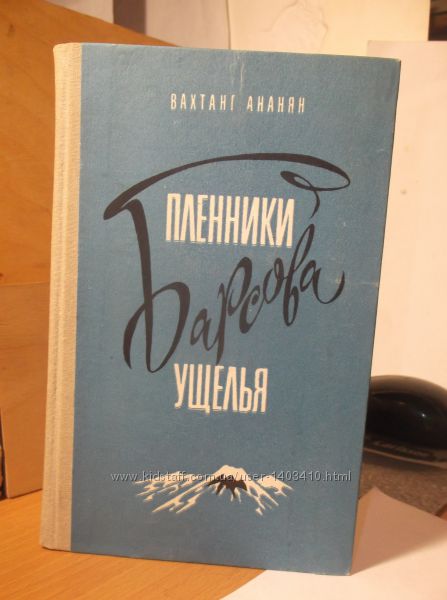 ВАХТАНГ АНАНЯН
ПЛЕННИКИ
Барсова
УЩЕЛЬЯ
www.kidstaff.com.ua/user-1403410.html